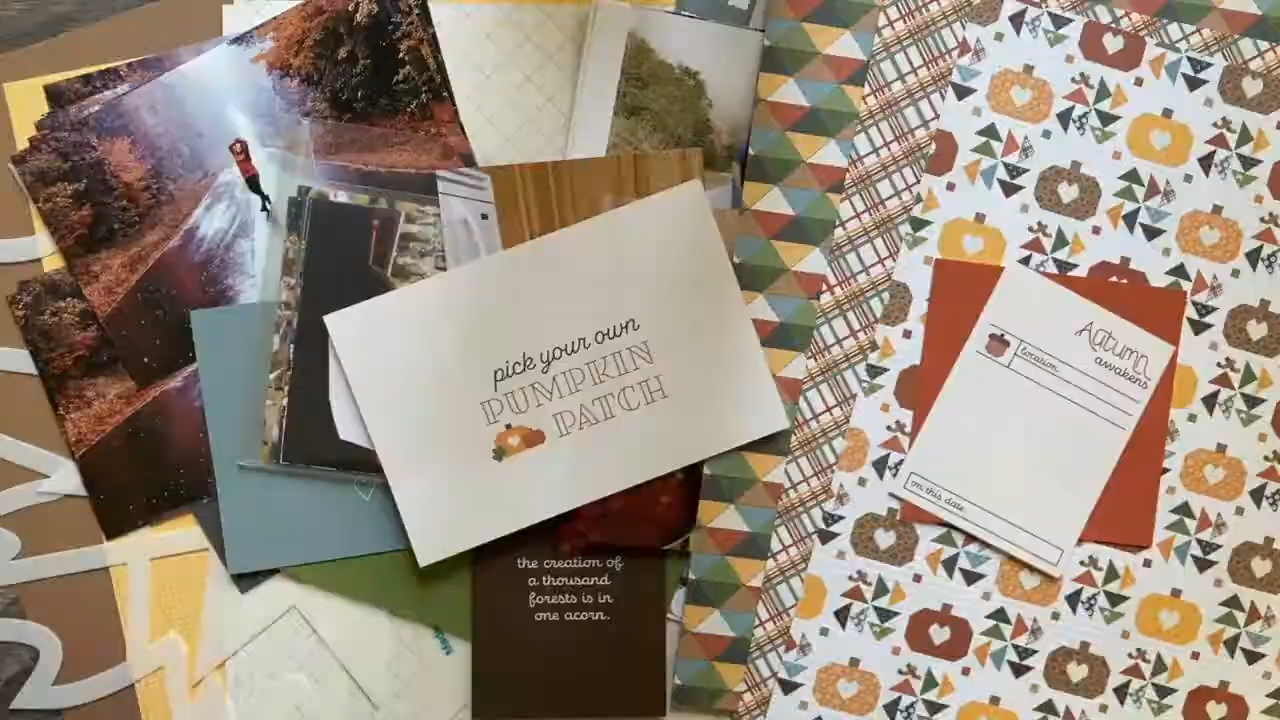 pick your own
PUMPKIN
PATCH
the creation of
a thousand
forests is in
one acorn.
Autumn
awakens
location
on this date